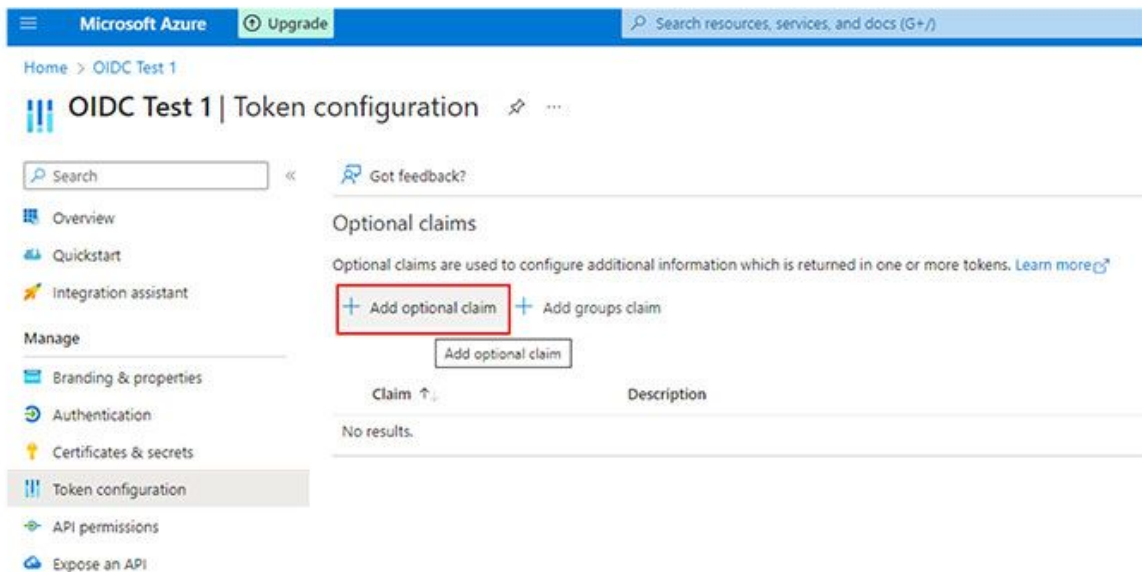 Microsoft Azure
Upgrade
Search resources, services, and docs (G+/)
Home > OIDC Test 1
OIDC Test 1 | Token configuration
Search
Overview
Quickstart
Integration assistant
Manage
Branding & properties
Authentication
Certificates & secrets
Token configuration
API permissions
Expose an API
Got feedback?
Optional claims
Optional claims are used to configure additional information which is returned in one or more tokens. Learn more
+ Add optional claim + Add groups claim
Add optional claim
Claim ↑↓ Description
No results.